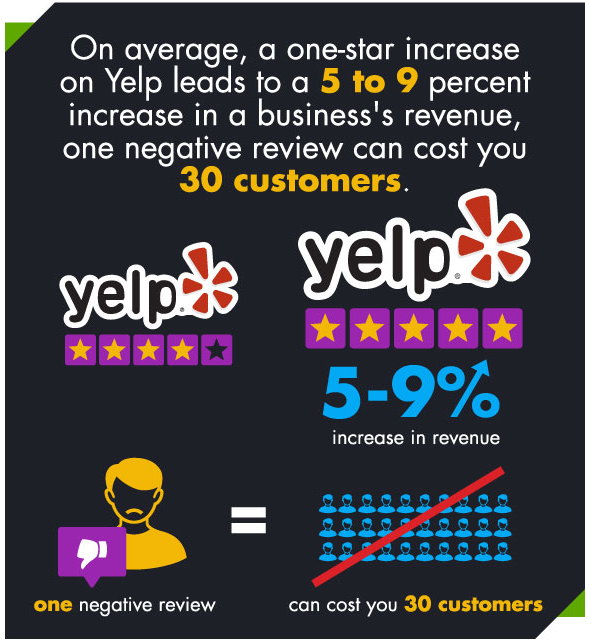 On average, a one-star increase
on Yelp leads to a 5 to 9 percent
increase in a business's revenue,
one negative review can cost you
30 customers.
yelp
yelp
5-9%
increase in revenue
=
one negative review
can cost you 30 customers